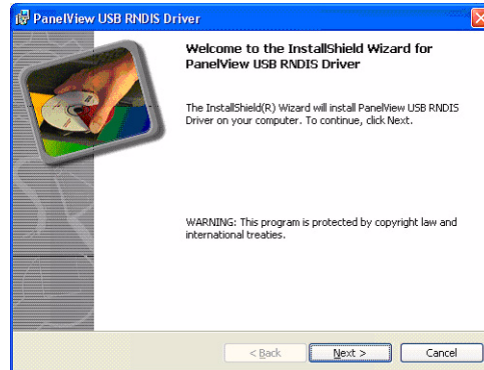 PanelView USB RNDIS Driver
Welcome to the InstallShield Wizard for
PanelView USB RNDIS Driver
The InstallShield(R) Wizard will install PanelView USB RNDIS
Driver on your computer. To continue, click Next.
WARNING: This program is protected by copyright law and
international treaties.
< Back Next > Cancel